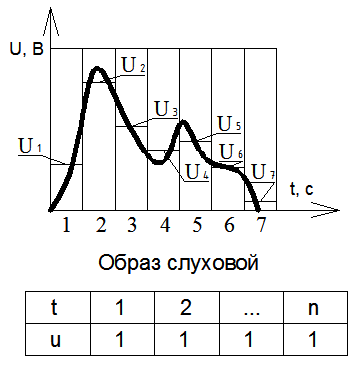 U, В
U1
U2
U3
U4
U5
U6
U7
t, с
1 2 3 4 5 6 7
Образ слуховой
t 1 2 ... n
u 1 1 1 1